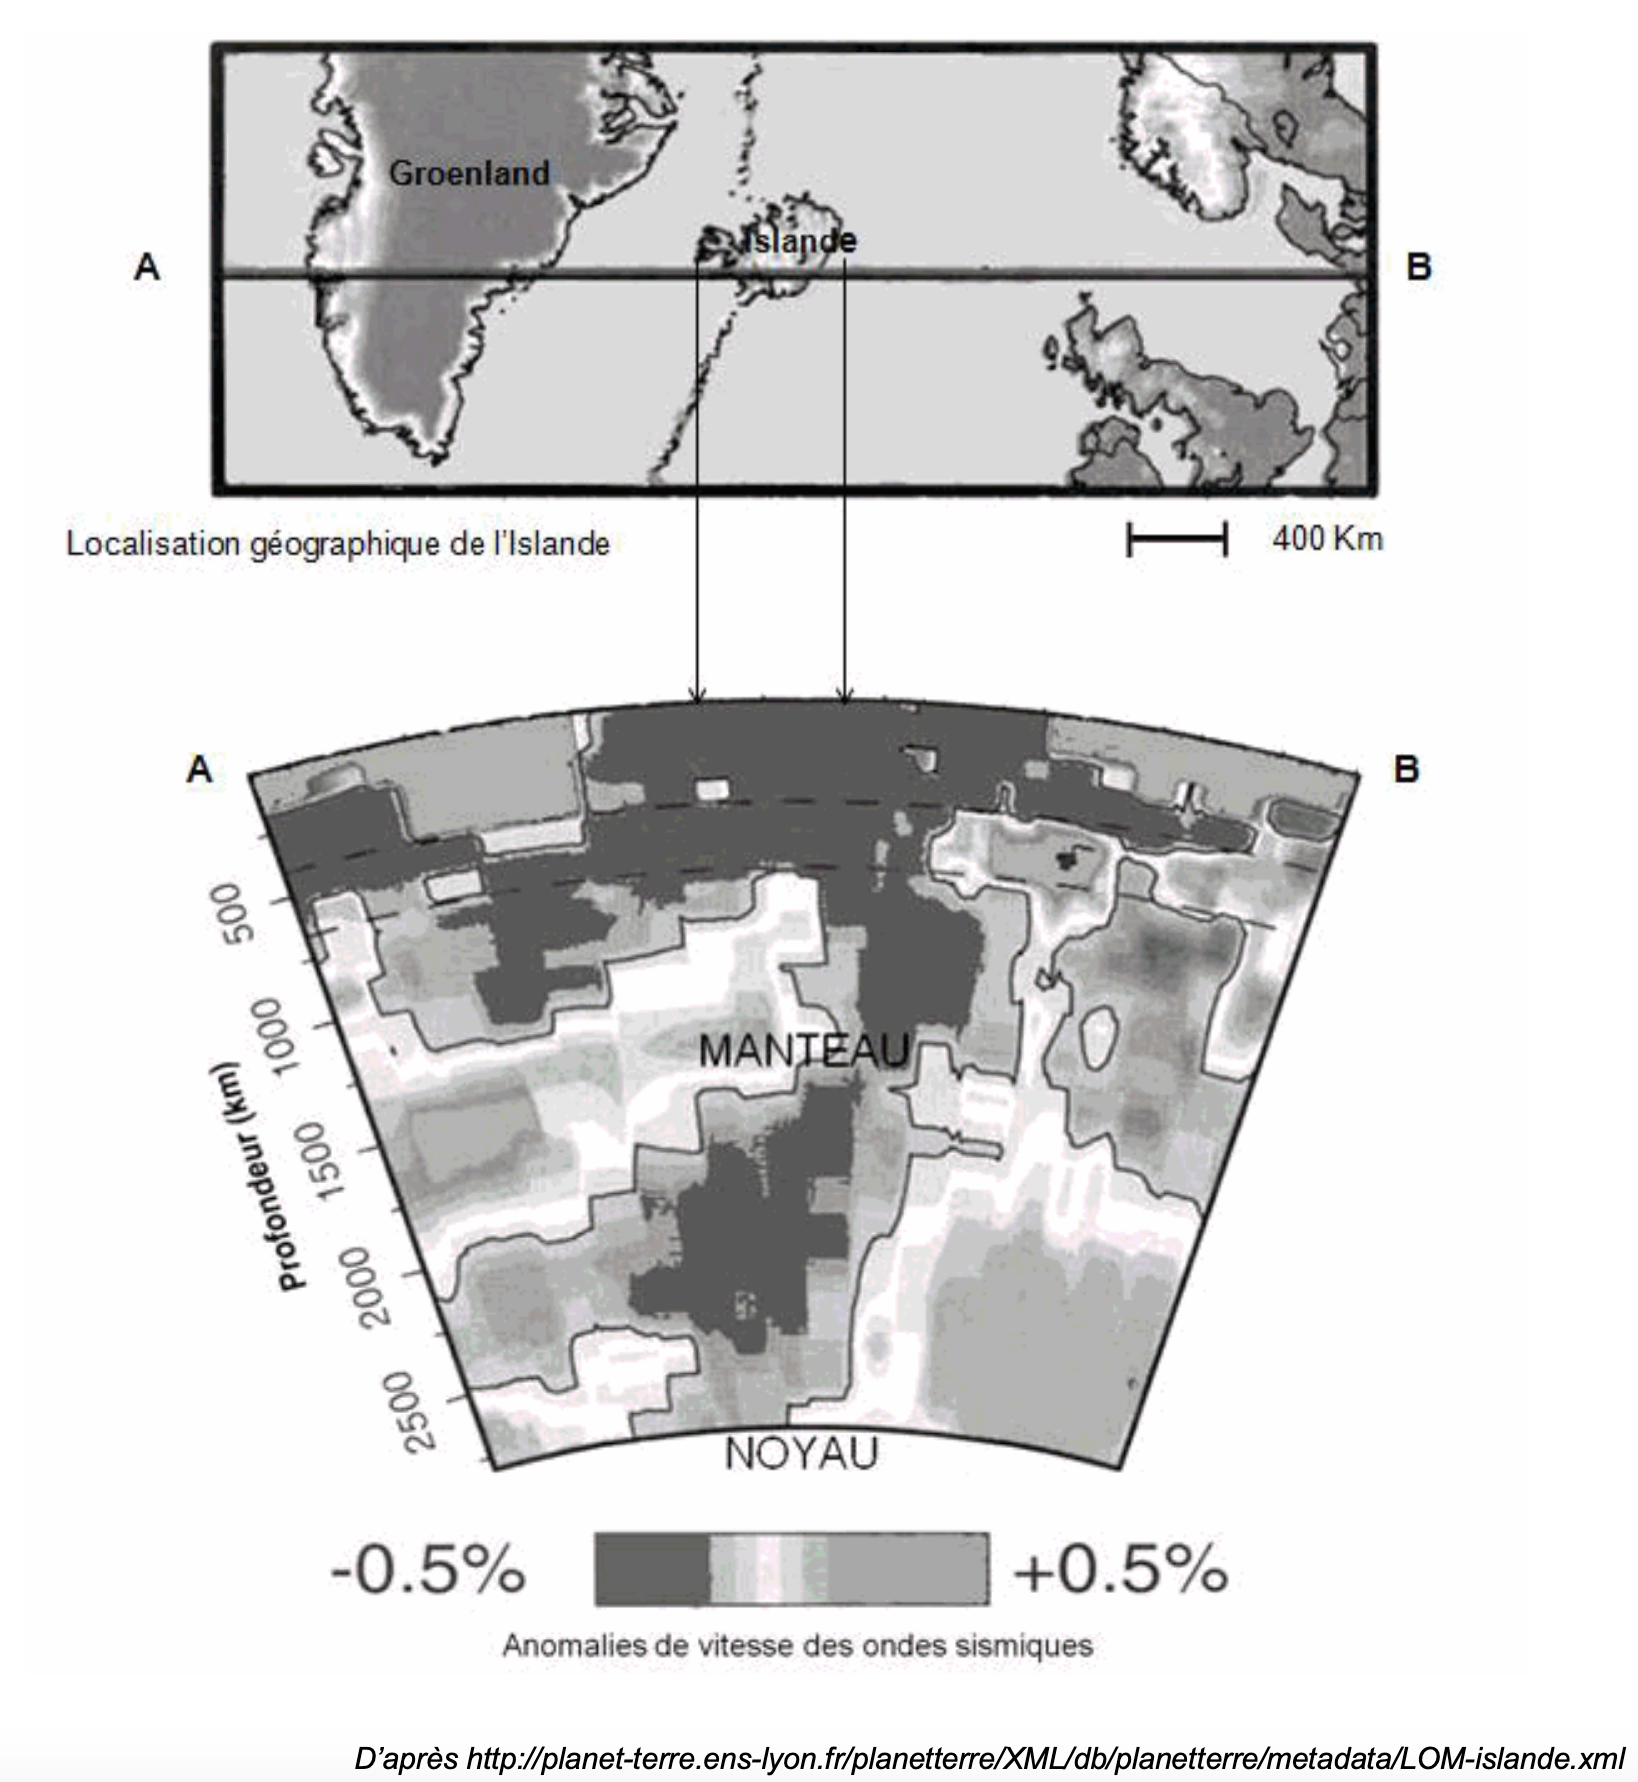 Groenland
Islande
A
B
Localisation géographique de l'Islande
400 Km
A
B
500
1000
1500
2000
2500
Profondeur (km)
MANTEAU
NOYAU
-0.5%
+0.5%
Anomalies de vitesse des ondes sismiques
D'après http://planet-terre.ens-lyon.fr/planetterre/XML/db/planetterre/metadata/LOM-islande.xml